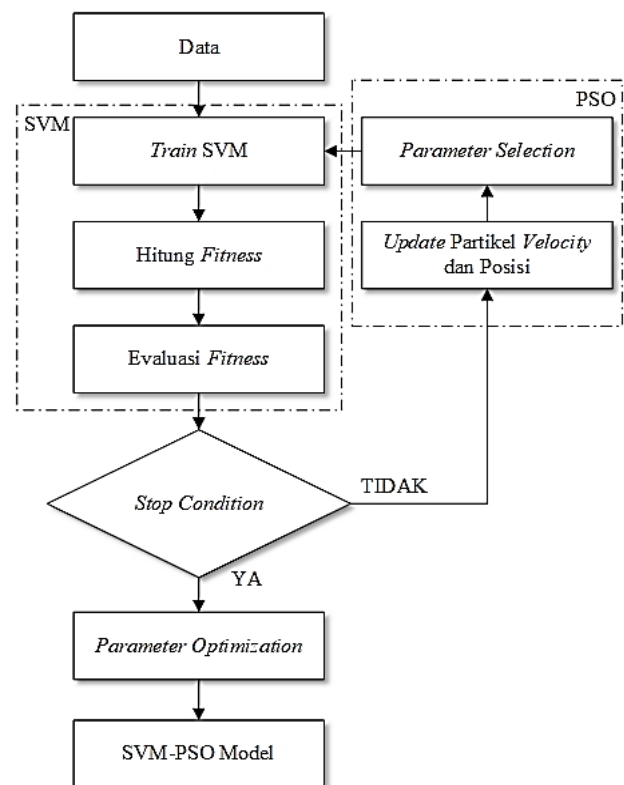 Data
SVM
PSO
Train SVM
Parameter Selection
Hitung Fitness
Update Partikel Velocity
dan Posisi
Evaluasi Fitness
Stop Condition
TIDAK
YA
Parameter Optimization
SVM-PSO Model